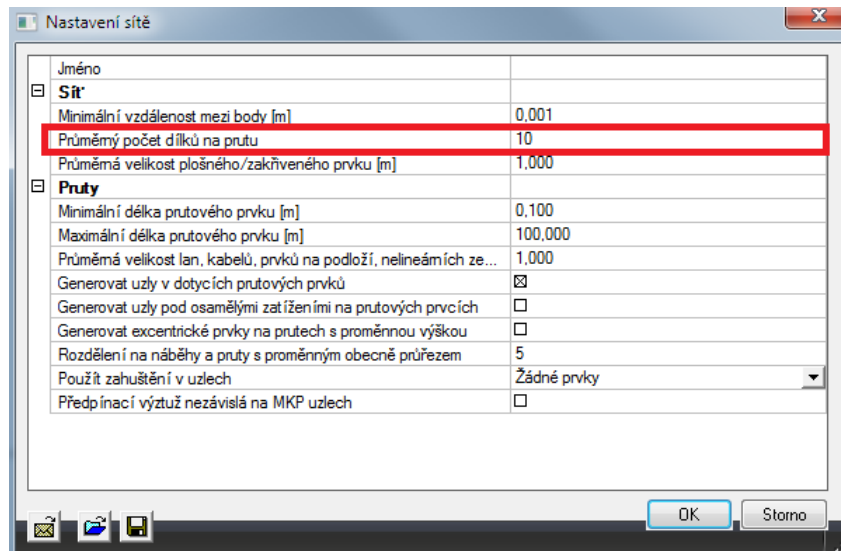 Nastavení sítě
Jméno
Síť
Minimální vzdálenost mezi body [m] 0,001
Průměrný počet dílků na prutu 10
Průměrná velikost plošného/zakřiveného prvku [m] 1,000
Pruty
Minimální délka prutového prvku [m] 0,100
Maximální délka prutového prvku [m] 100,000
Průměrná velikost lan, kabelů, prvků na podloží, nelineárních ze... 1,000
Generovat uzly v dotycích prutových prvků
Generovat uzly pod osamělými zatíženími na prutových prvcích
Generovat excentrické prvky na prutech s proměnnou výškou
Rozdělení na náběhy a pruty s proměnným obecně průřezem 5
Použít zahuštění v uzlech Žádné prvky
Předpínací výztuž nezávislá na MKP uzlech
OK Storno